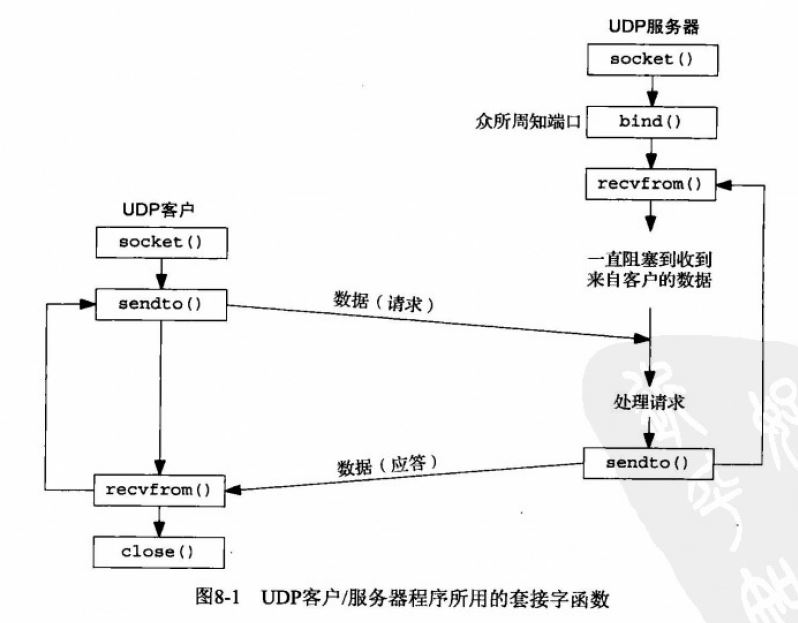 UDP服务器
socket()
众所周知端口
bind()
recvfrom()
一直阻塞到收到
来自客户的数据
UDP客户
socket()
sendto()
数据（请求）
处理请求
sendto()
数据（应答）
recvfrom()
close()
图8-1 UDP客户/服务器程序所用的套接字函数